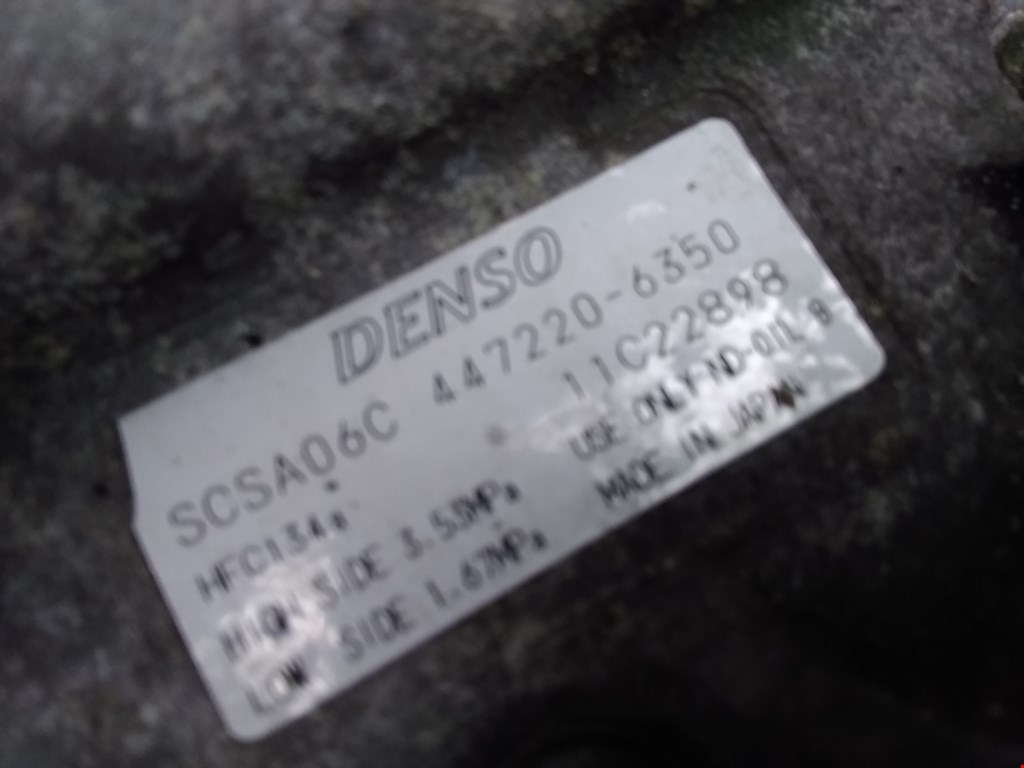 DENSO
SCSA06C 447220-6350
HFC134a 11C22898
HIGH SIDE 3.53MPa USE ONLY ND-OIL 8
LOW SIDE 1.67MPa MADE IN JAPAN